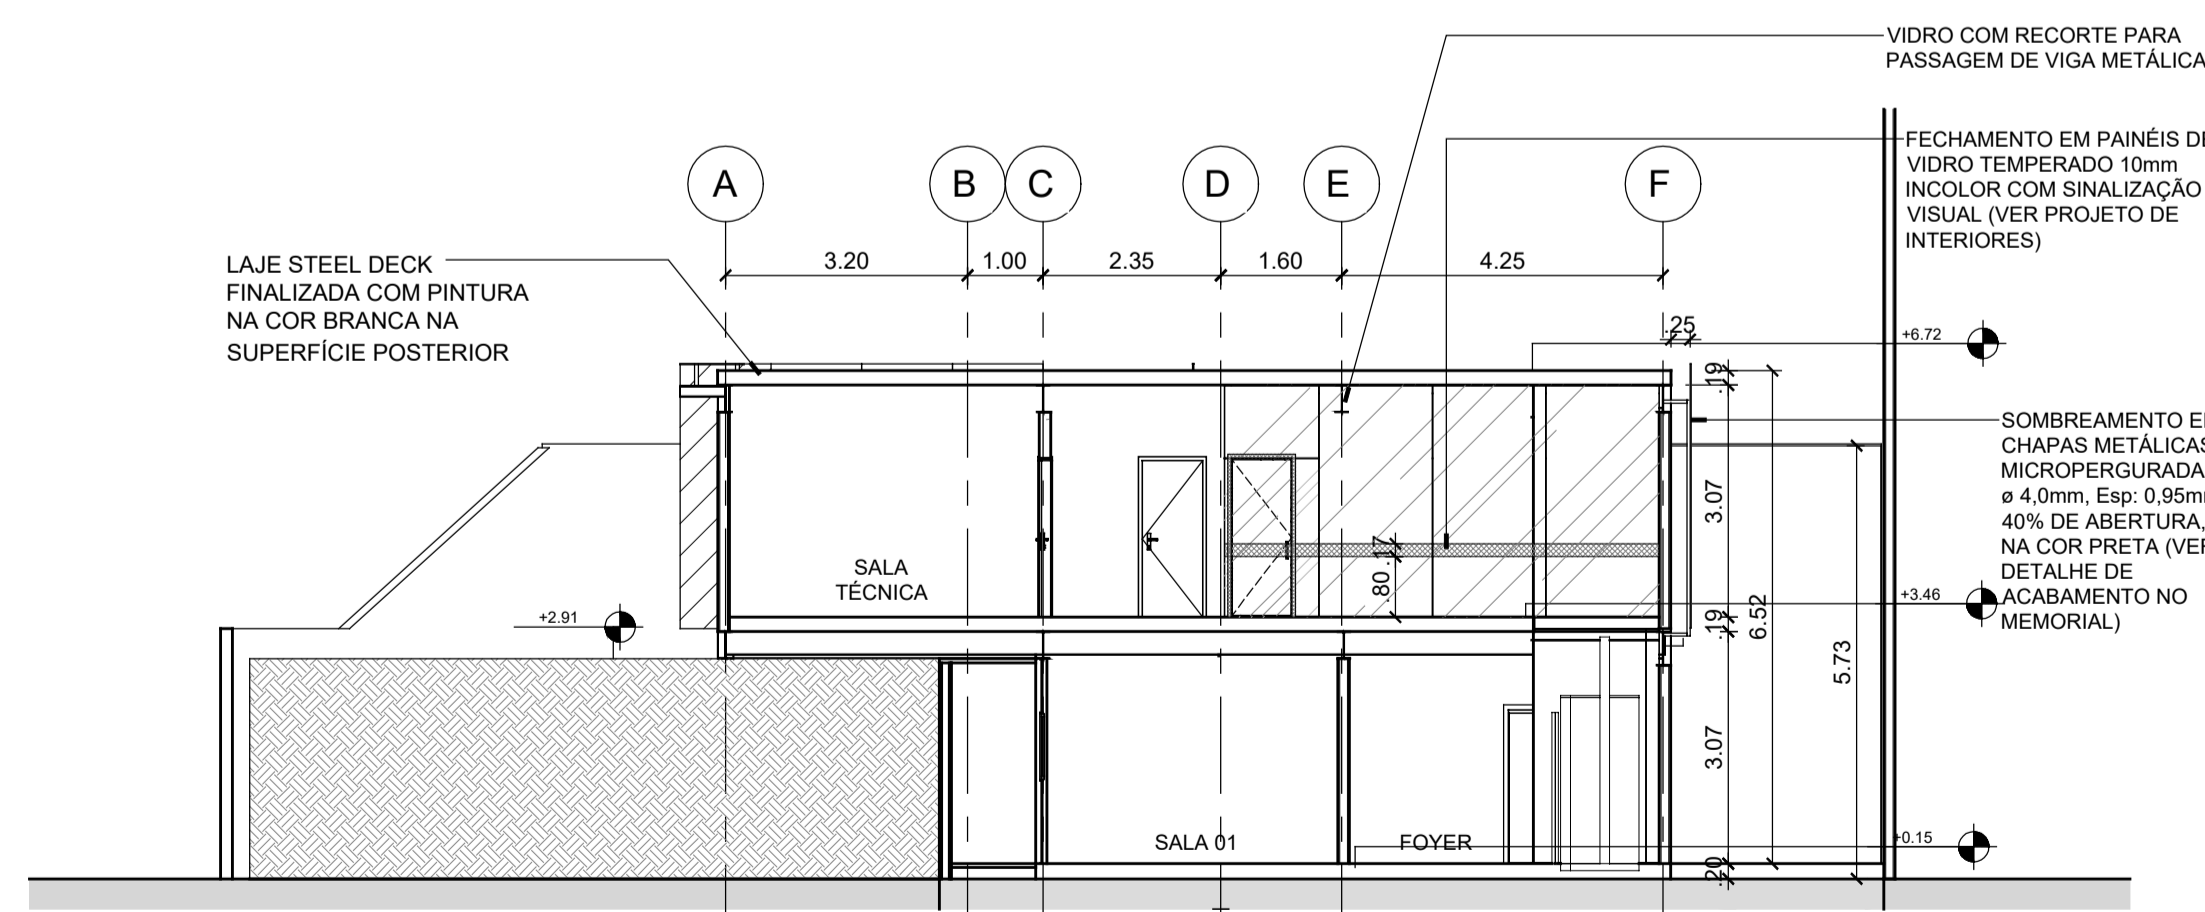 VIDRO COM RECORTE PARA
PASSAGEM DE VIGA METÁLICA
FECHAMENTO EM PAINÉIS DE
VIDRO TEMPERADO 10mm
INCOLOR COM SINALIZAÇÃO
VISUAL (VER PROJETO DE
INTERIORES)
A B C D E F
LAJE STEEL DECK
FINALIZADA COM PINTURA
NA COR BRANCA NA
SUPERFÍCIE POSTERIOR
3.20 1.00 2.35 1.60 4.25
.25
+6.72
.19
SOMBREAMENTO E
CHAPAS METÁLICAS
MICROPERGURADA
ø 4,0mm, Esp: 0,95m
40% DE ABERTURA,
NA COR PRETA (VER
DETALHE DE
ACABAMENTO NO
MEMORIAL)
3.07
.17
.80
SALA
TÉCNICA
+2.91
+3.46
.19
6.52
5.73
3.07
SALA 01
FOYER
+0.15
.20